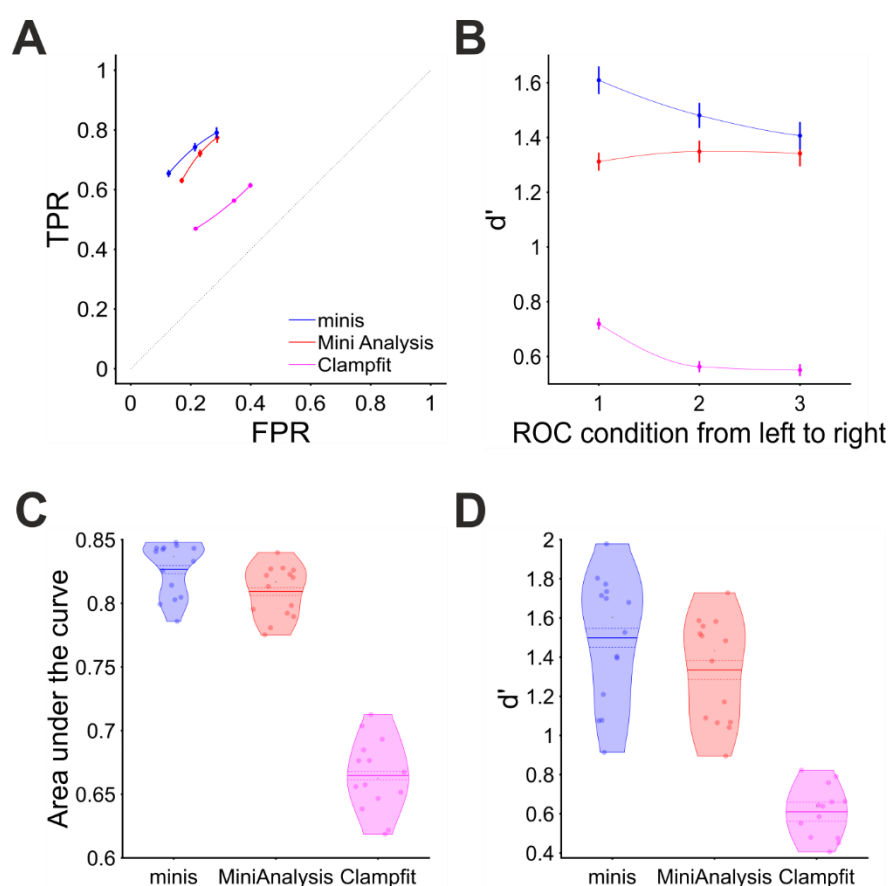 A
TPR
1
0.8
0.6
0.4
0.2
0
0
0.2
0.4
0.6
0.8
1
FPR
minis
Mini Analysis
Clampfit
B
d'
1.8
1.6
1.4
1.2
1
0.8
0.6
1
2
3
ROC condition from left to right
C
Area under the curve
0.85
0.8
0.75
0.7
0.65
0.6
minis
MiniAnalysis
Clampfit
D
d'
2
1.8
1.6
1.4
1.2
1
0.8
0.6
0.4
minis
MiniAnalysis
Clampfit